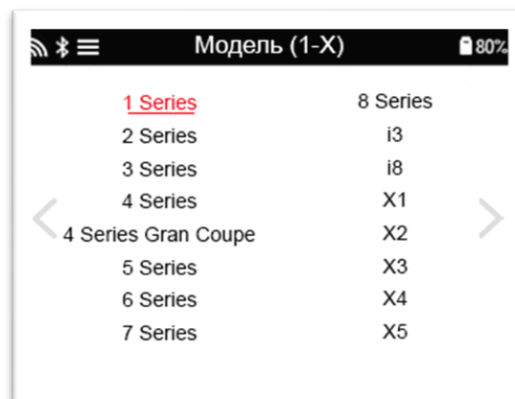 Модель (1-X)
80%
1 Series
2 Series
3 Series
4 Series
4 Series Gran Coupe
5 Series
6 Series
7 Series
8 Series
i3
i8
X1
X2
X3
X4
X5